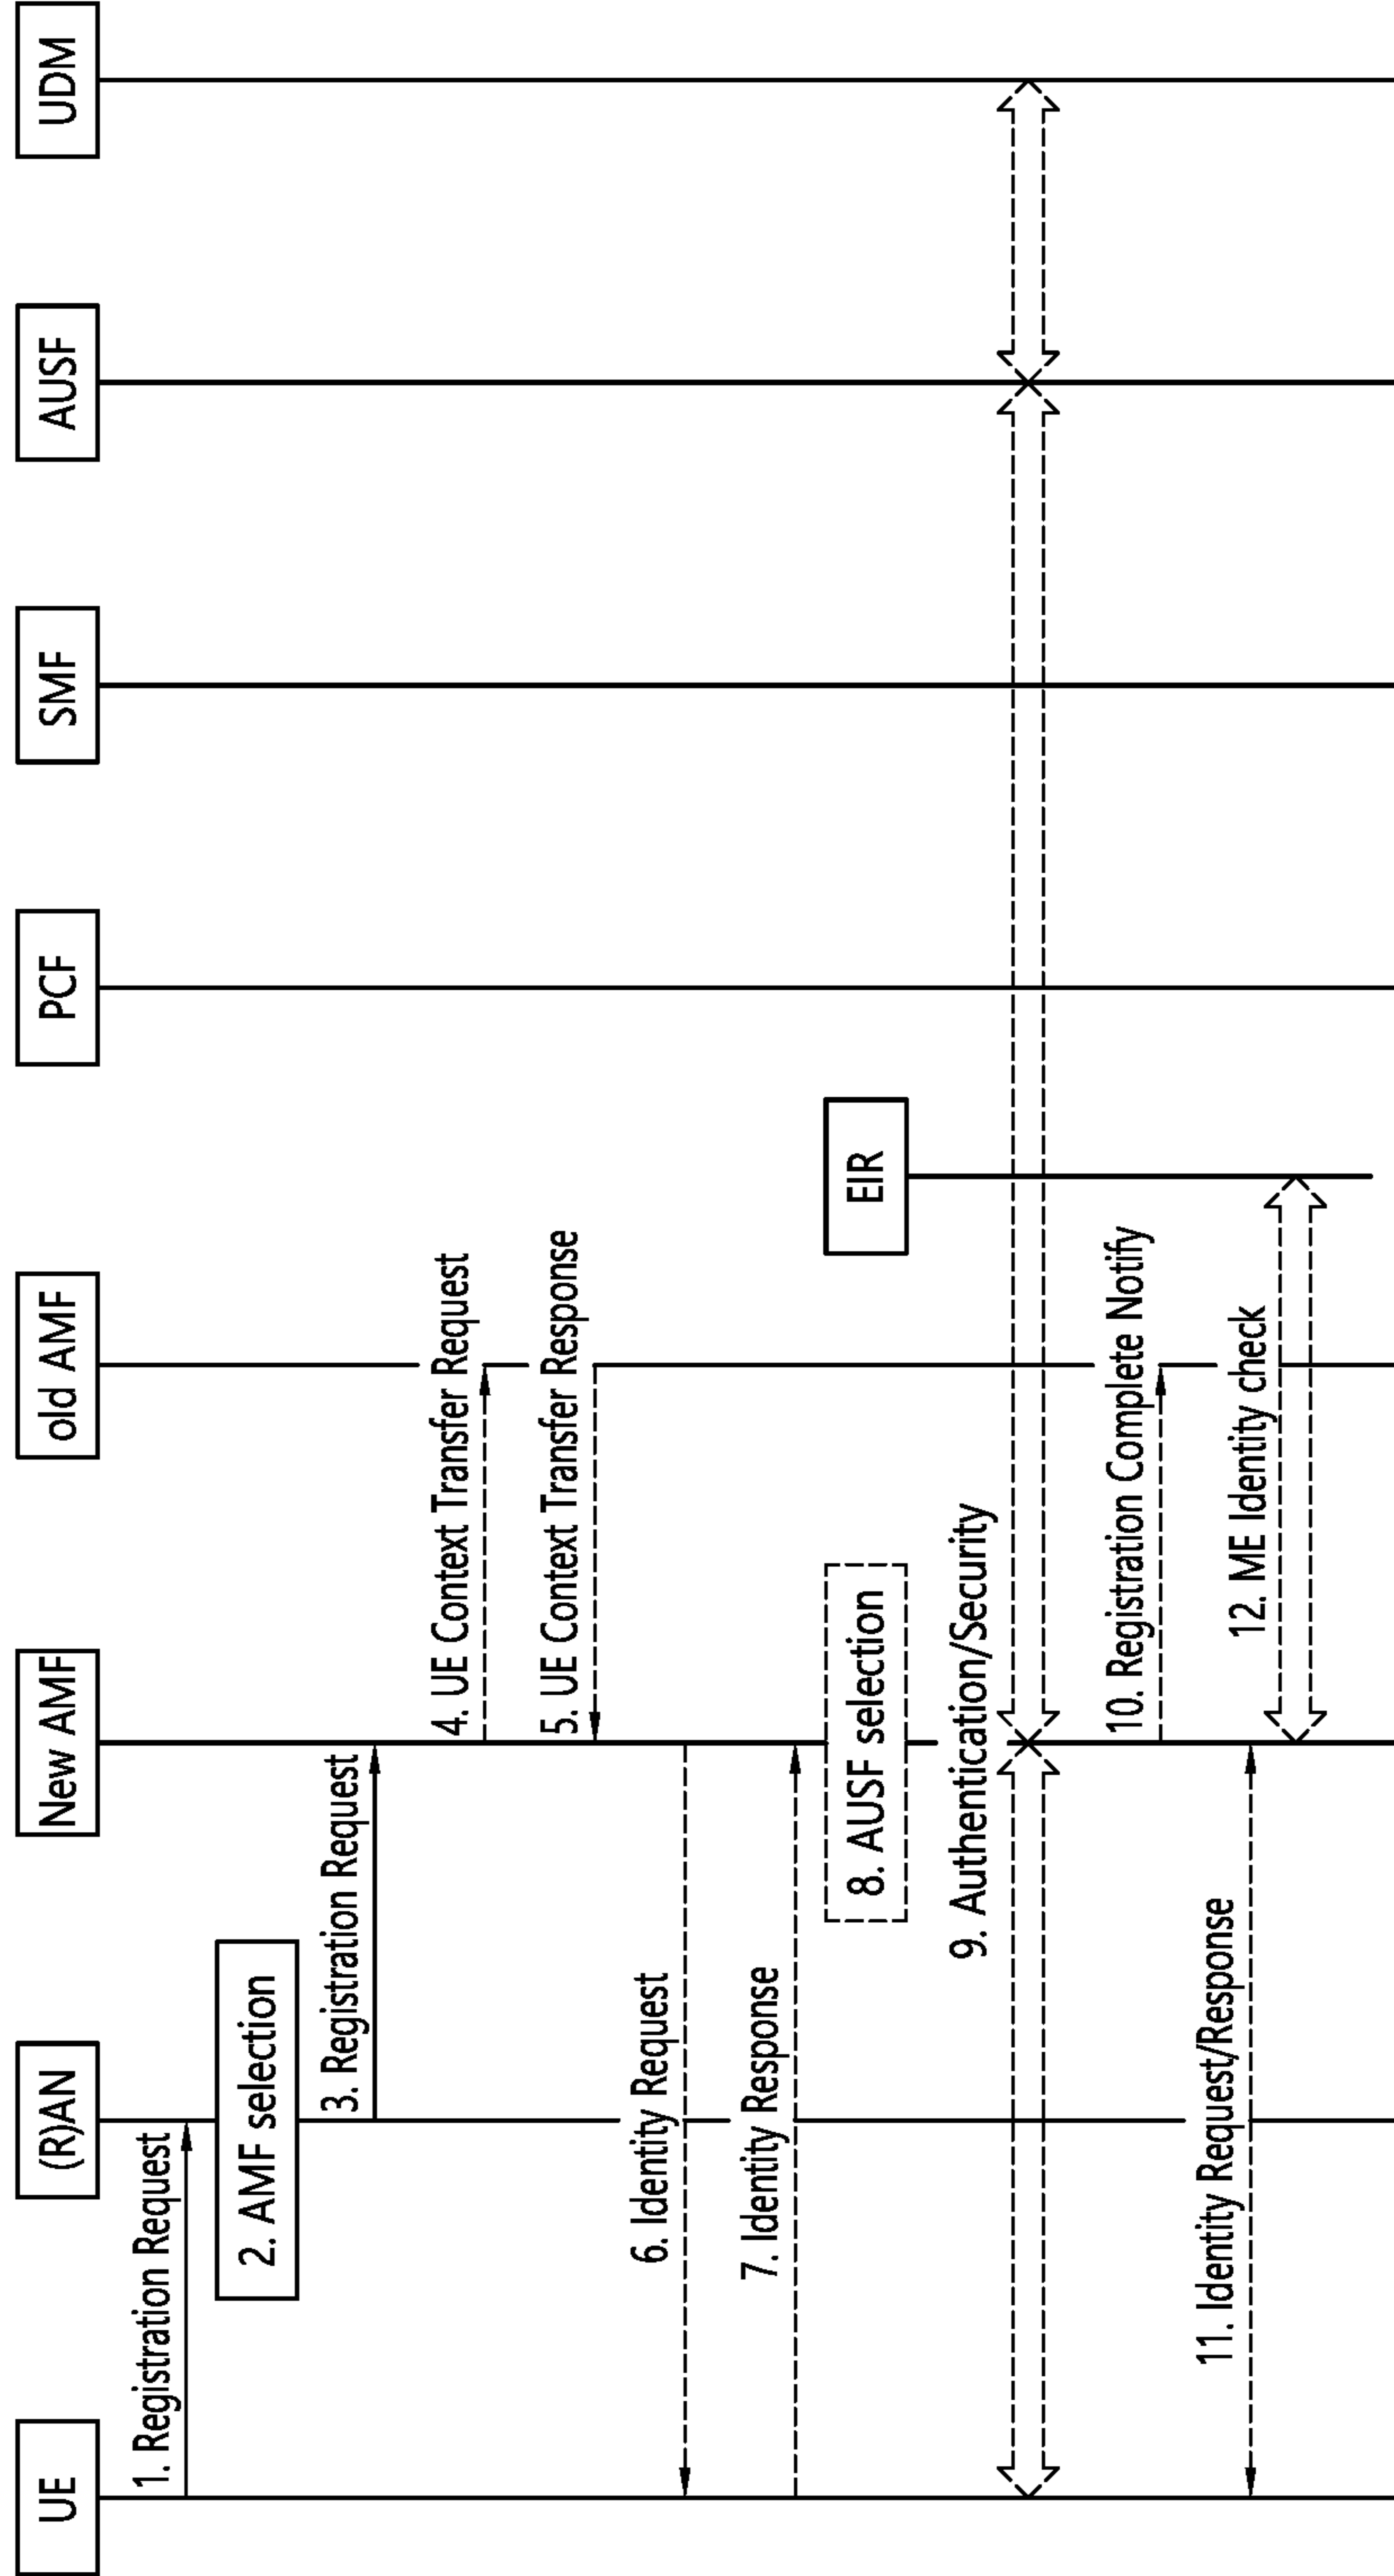 UE
(R)AN
New AMF
old AMF
PCF
SMF
AUSF
UDM
1. Registration Request
2. AMF selection
3. Registration Request
4. UE Context Transfer Request
5. UE Context Transfer Response
6. Identity Request
7. Identity Response
8. AUSF selection
EIR
9. Authentication/Security
10. Registration Complete Notify
11. Identity Request/Response
12. ME Identity check